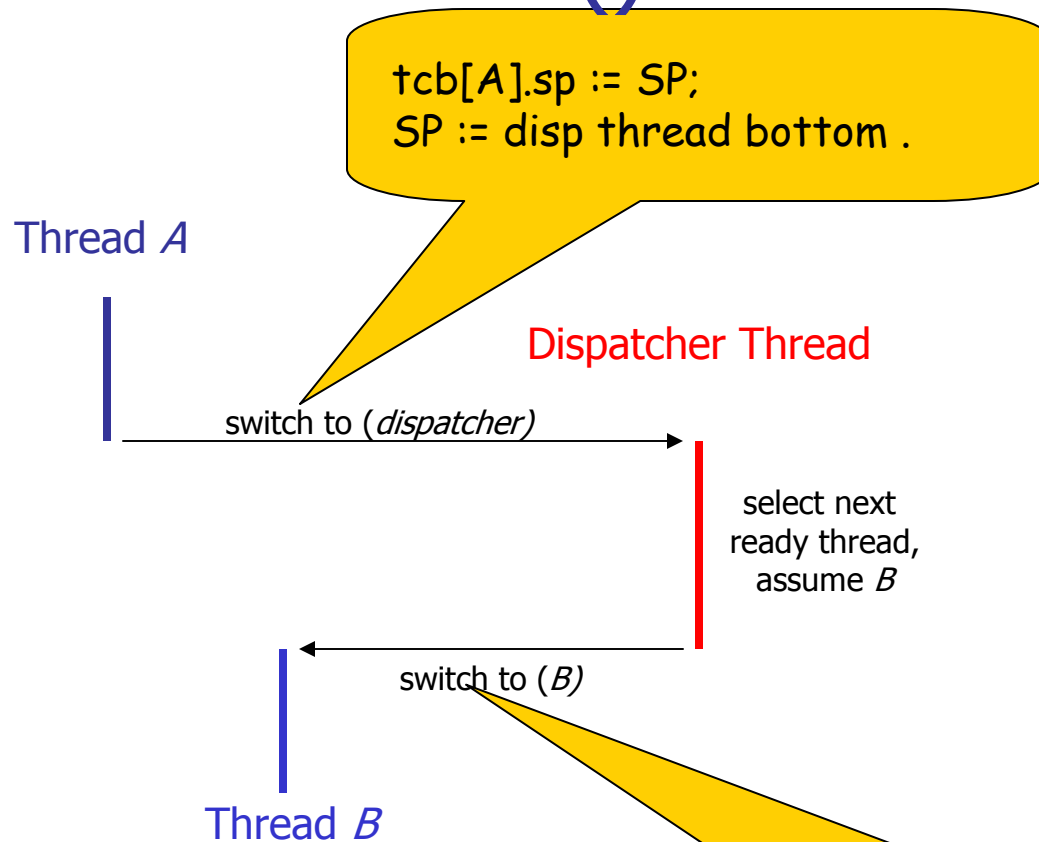 tcb[A].sp := SP;
SP := disp thread bottom .
Thread A
Dispatcher Thread
switch to (dispatcher)
select next
ready thread,
assume B
switch to (B)
Thread B